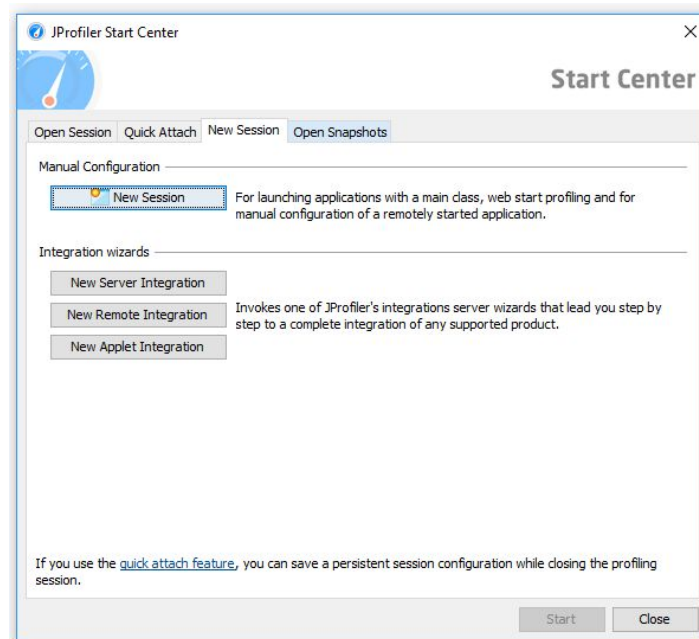 JProfiler Start Center
Start Center
Open Session
Quick Attach
New Session
Open Snapshots
Manual Configuration
New Session
For launching applications with a main class, web start profiling and for
manual configuration of a remotely started application.
Integration wizards
New Server Integration
New Remote Integration
Invokes one of JProfiler's integrations server wizards that lead you step by
step to a complete integration of any supported product.
New Applet Integration
If you use the quick attach feature, you can save a persistent session configuration while closing the profiling
session.
Start
Close